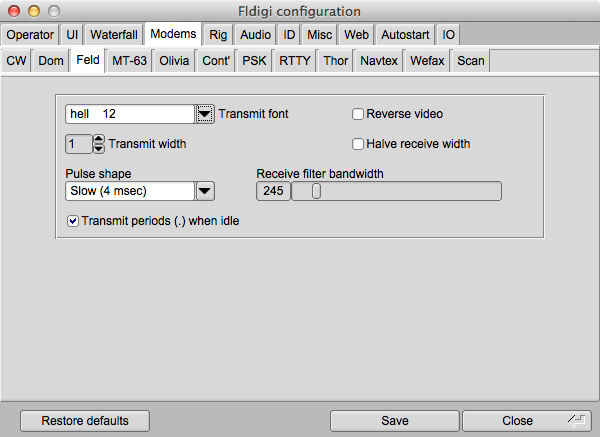 Fldigi configuration
Operator UI Waterfall Modems Rig Audio ID Misc Web Autostart IO
CW Dom Feld MT-63 Olivia Cont' PSK RTTY Thor Navtex Wefax Scan
hell 12 Transmit font Reverse video
1 Transmit width Halve receive width
Pulse shape Receive filter bandwidth
Slow (4 msec) 245
Transmit periods (.) when idle
Restore defaults Save Close